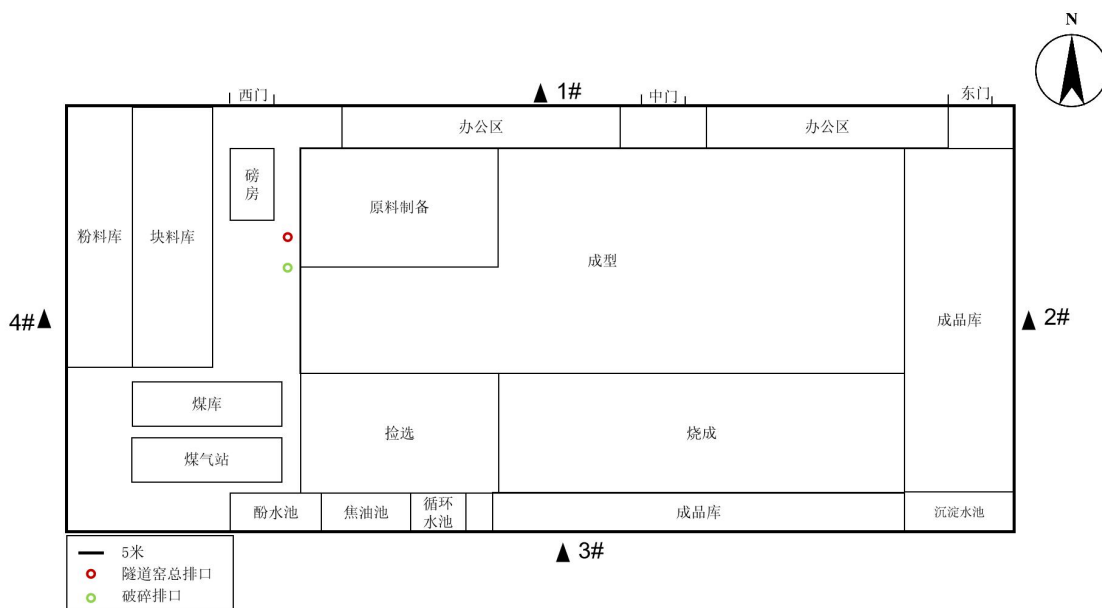 N
西门
1#
中门
东门
办公区
办公区
磅
房
原料制备
粉料库
块料库
成型
4#
成品库
2#
煤库
捡选
烧成
煤气站
酚水池
焦油池
循环
水池
成品库
沉淀水池
3#
5米
隧道窑总排口
破碎排口